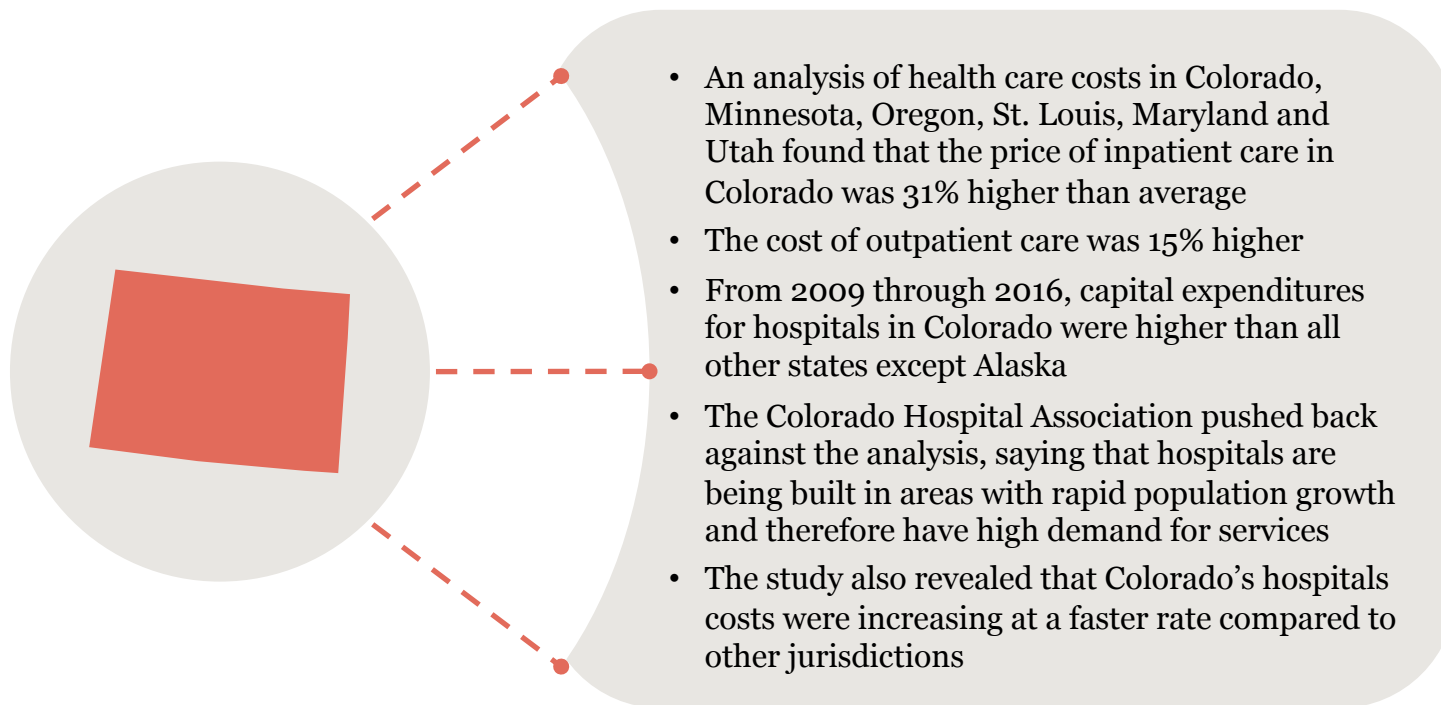 • An analysis of health care costs in Colorado,
Minnesota, Oregon, St. Louis, Maryland and
Utah found that the price of inpatient care in
Colorado was 31% higher than average
• The cost of outpatient care was 15% higher
• From 2009 through 2016, capital expenditures
for hospitals in Colorado were higher than all
other states except Alaska
• The Colorado Hospital Association pushed back
against the analysis, saying that hospitals are
being built in areas with rapid population growth
and therefore have high demand for services
• The study also revealed that Colorado’s hospitals
costs were increasing at a faster rate compared to
other jurisdictions